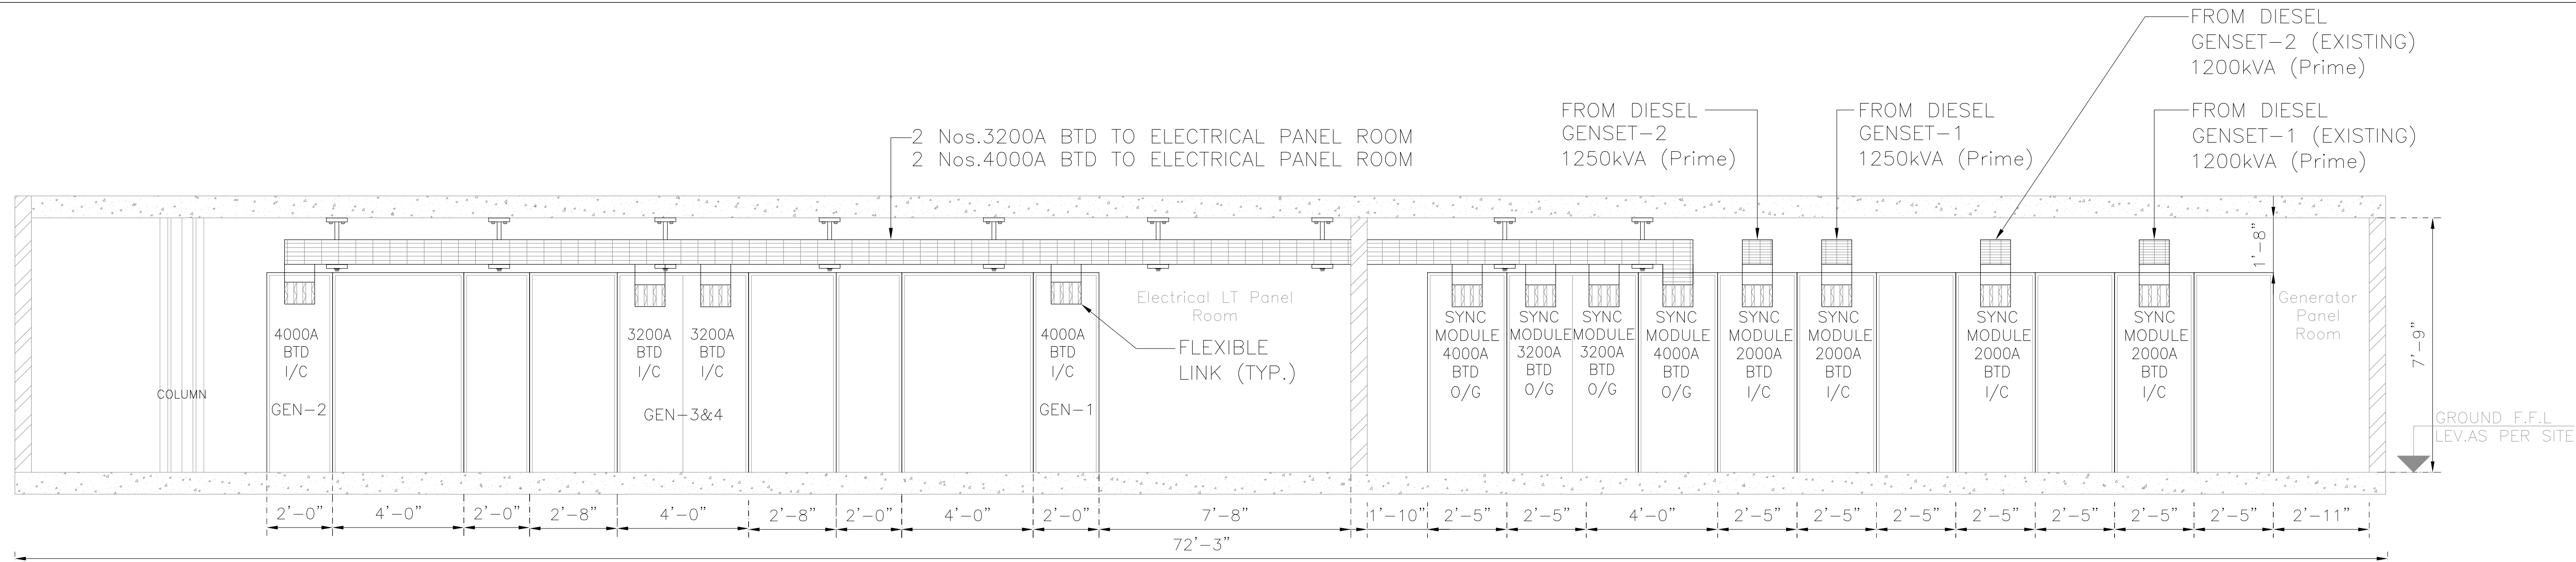 FROM DIESEL
GENSET-2 (EXISTING)
1200kVA (Prime)
FROM DIESEL
GENSET-2
1250kVA (Prime)
FROM DIESEL
GENSET-1
1250kVA (Prime)
FROM DIESEL
GENSET-1 (EXISTING)
1200kVA (Prime)
2 Nos.3200A BTD TO ELECTRICAL PANEL ROOM
2 Nos.4000A BTD TO ELECTRICAL PANEL ROOM
1'-8"
7'-9"
Electrical LT Panel
Room
Generator
Panel
Room
COLUMN
4000A
BTD
I/C
GEN-2
3200A
BTD
I/C
3200A
BTD
I/C
GEN-3&4
4000A
BTD
I/C
GEN-1
FLEXIBLE
LINK (TYP.)
SYNC
MODULE
4000A
BTD
O/G
SYNC
MODULE
3200A
BTD
O/G
SYNC
MODULE
3200A
BTD
O/G
SYNC
MODULE
4000A
BTD
O/G
SYNC
MODULE
2000A
BTD
I/C
SYNC
MODULE
2000A
BTD
I/C
SYNC
MODULE
2000A
BTD
I/C
SYNC
MODULE
2000A
BTD
I/C
GROUND F.F.L
LEV.AS PER SITE
2'-0" 4'-0" 2'-0" 2'-8" 4'-0" 2'-8" 2'-0" 4'-0" 2'-0" 7'-8" 1'-10" 2'-5" 2'-5" 4'-0" 2'-5" 2'-5" 2'-5" 2'-5" 2'-5" 2'-5" 2'-5" 2'-11"
72'-3"